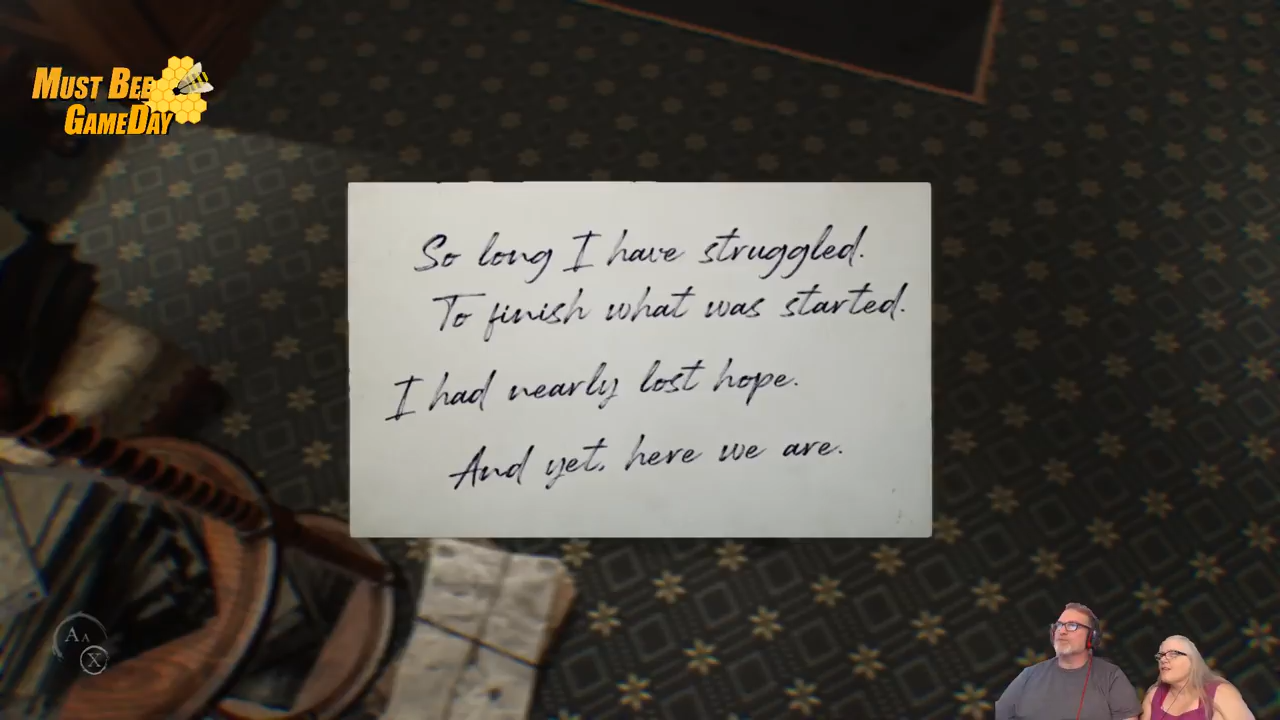 MUST BEE
GAMEDAY
So long I have struggled.
To finish what was started.
I had nearly lost hope.
And yet, here we are.
AA
X